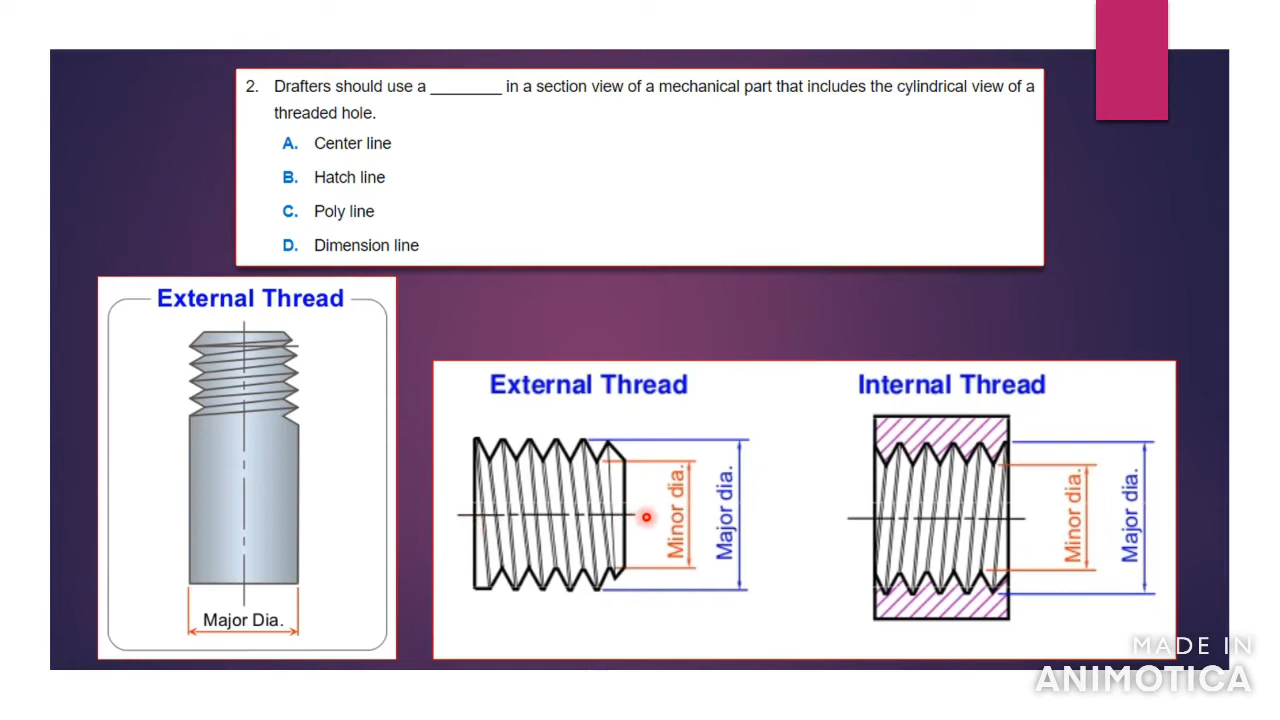 2. Drafters should use a ________ in a section view of a mechanical part that includes the cylindrical view of a
threaded hole.
A. Center line
B. Hatch line
C. Poly line
D. Dimension line
External Thread
Major Dia.
External Thread
Minor dia.
Major dia.
Internal Thread
Minor dia.
Major dia.
MADE IN
ANIMOTICA